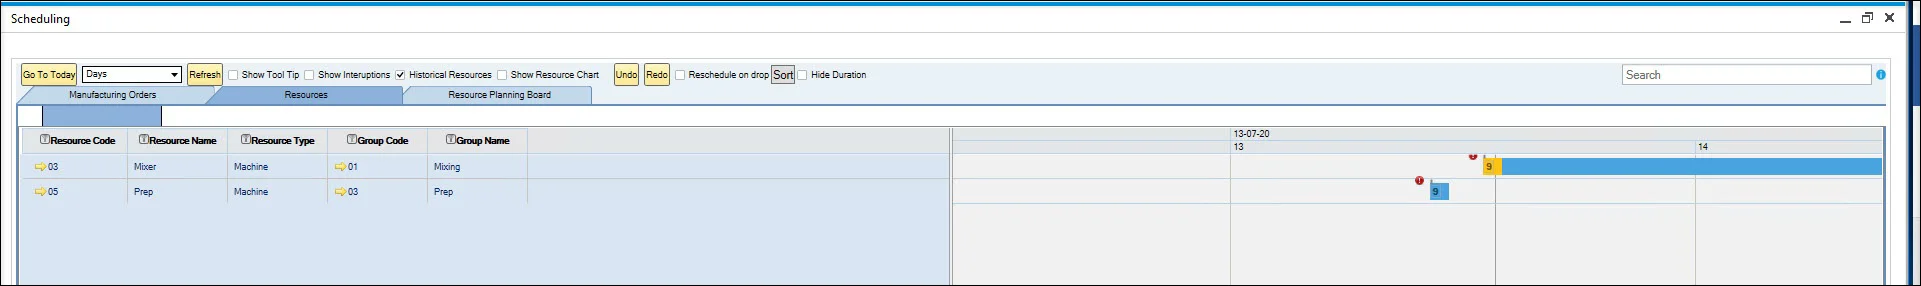 Scheduling
Go To Today Days Refresh Show Tool Tip Show Interuptions Historical Resources Show Resource Chart Undo Redo Reschedule on drop Sort Hide Duration Search
Manufacturing Orders Resources Resource Planning Board
Resource Code Resource Name Resource Type Group Code Group Name
13-07-20
13 14
03 Mixer Machine 01 Mixing 9
05 Prep Machine 03 Prep 9